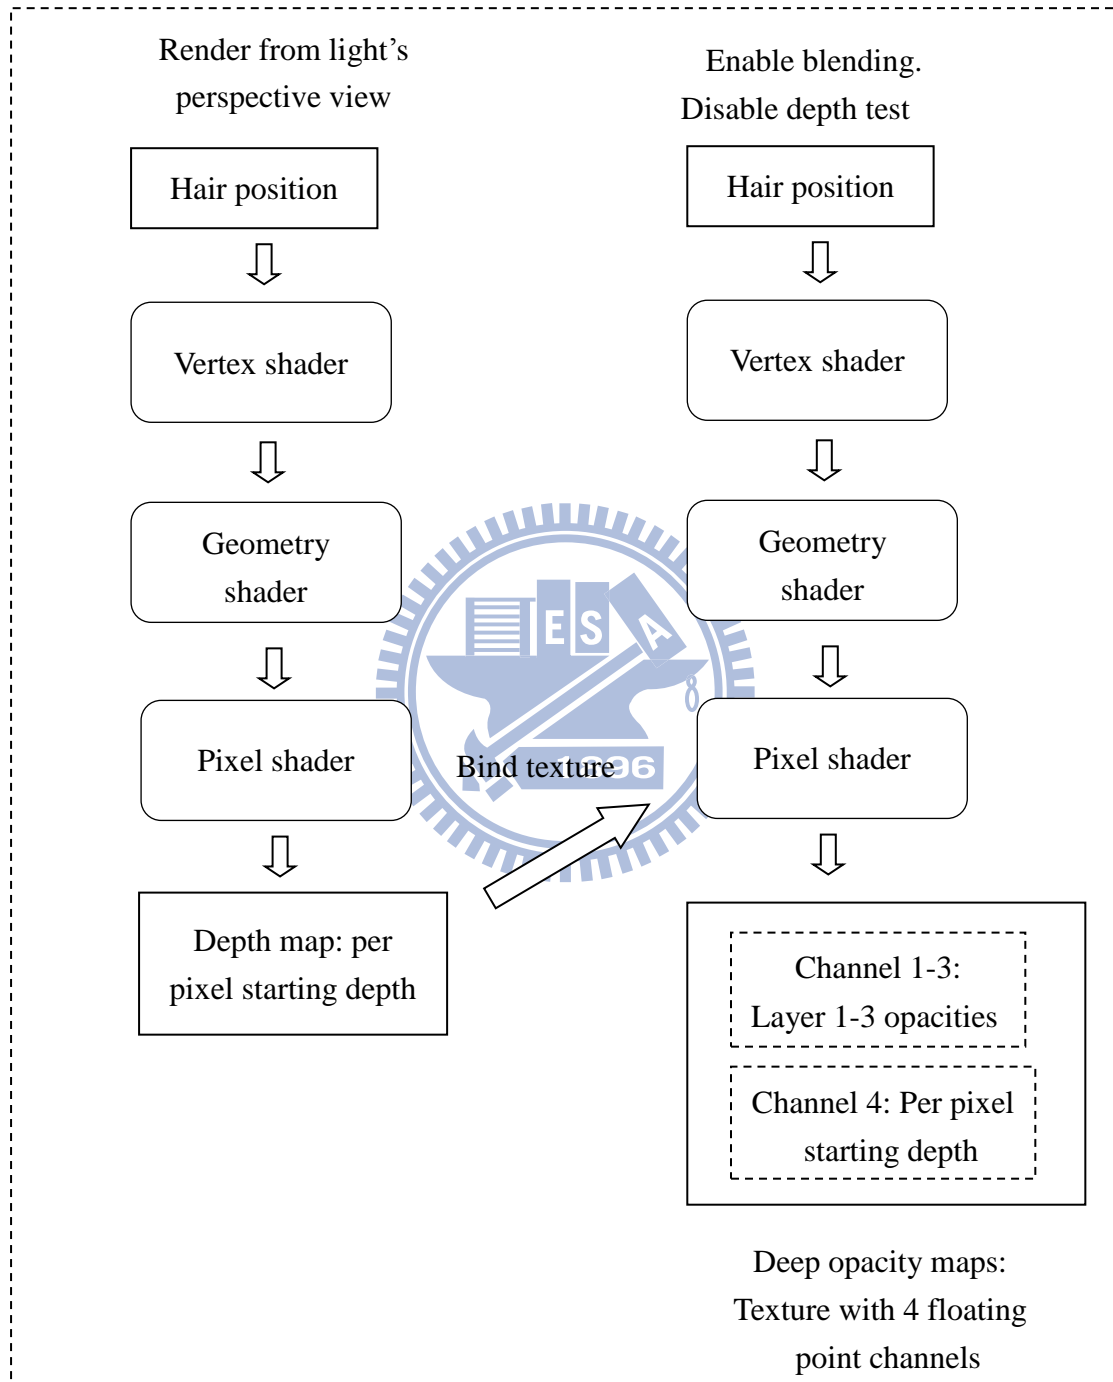 Render from light's
perspective view
Hair position
Vertex shader
Geometry
shader
Pixel shader
Depth map: per
pixel starting depth
Bind texture
Enable blending.
Disable depth test
Hair position
Vertex shader
Geometry
shader
Pixel shader
Channel 1-3:
Layer 1-3 opacities
Channel 4: Per pixel
starting depth
Deep opacity maps:
Texture with 4 floating
point channels
E S A
1896